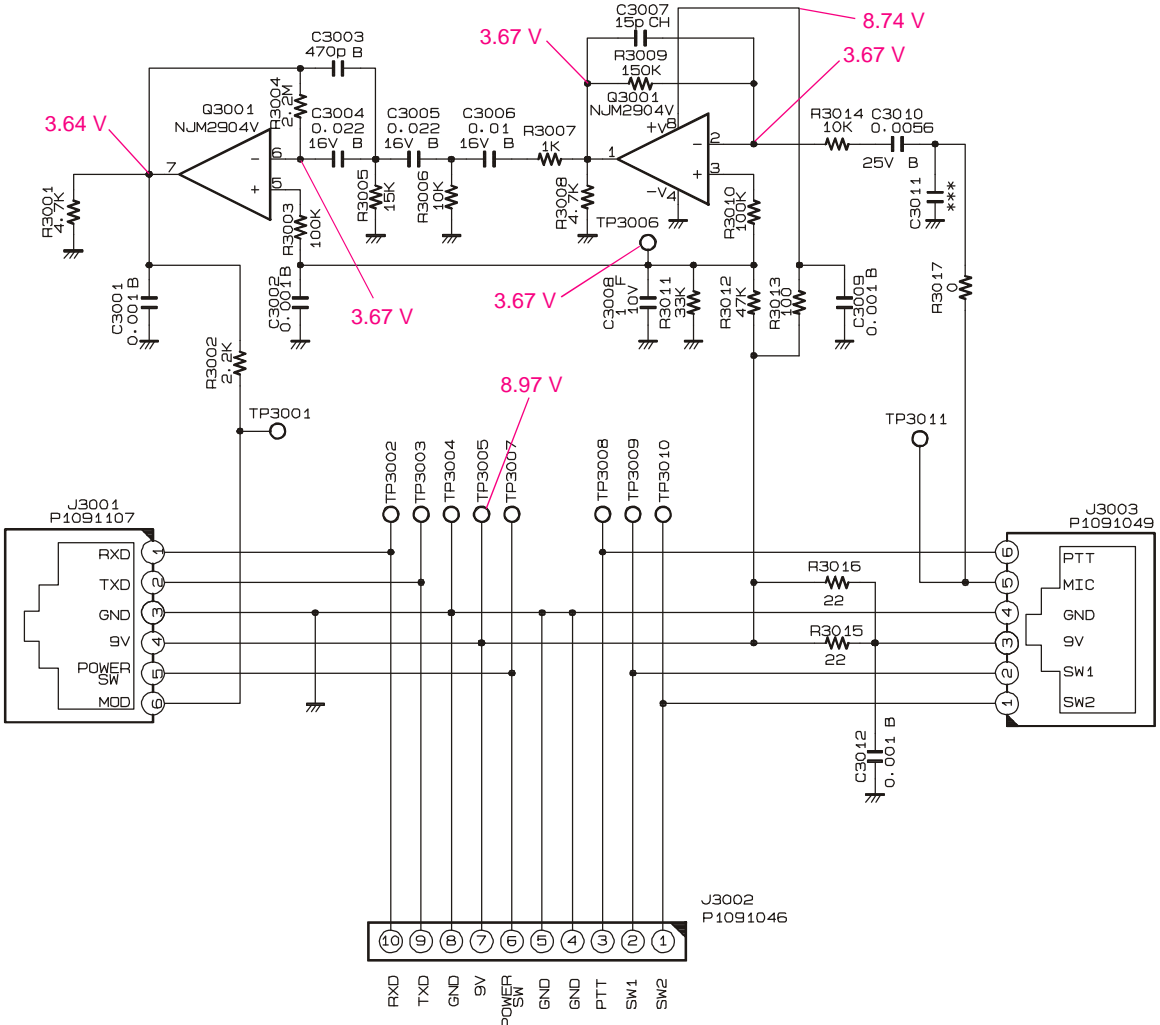 C3007
15p CH
8.74 V
C3003
470p B
3.67 V
R3009
150K
3.67 V
R3004
2.2M
Q3001
NJM2904V
Q3001
NJM2904V
C3004
0.022
16V B
C3005
0.022
16V B
C3006
0.01
16V B
R3007
1K
R3014
10K
C3010
0.0056
25V B
3.64 V
7
6
-
5
+
1
+V
8
-
2
+
3
-V
4
R3001
4.7K
R3003
100K
R3005
15K
R3006
10K
R3008
4.7K
R3010
100K
C3011
***
TP3006
C3001
0.001B
C3002
0.001B
3.67 V
3.67 V
C3008
1 F
10V
R3011
33K
R3012
47K
R3013
100
C3009
0.001 B
R3017
0
R3002
2.2K
8.97 V
TP3001
TP3002
TP3003
TP3004
TP3005
TP3007
TP3008
TP3009
TP3010
TP3011
J3001
P1091107
J3003
P1091049
RXD 1
TXD 2
GND 3
9V 4
POWER
SW 5
MOD 6
R3016
22
R3015
22
6 PTT
5 MIC
4 GND
3 9V
2 SW1
1 SW2
C3012
0.001 B
J3002
P1091046
10 9 8 7 6 5 4 3 2 1
RXD
TXD
GND
9V
POWER
SW
GND
GND
PTT
SW1
SW2